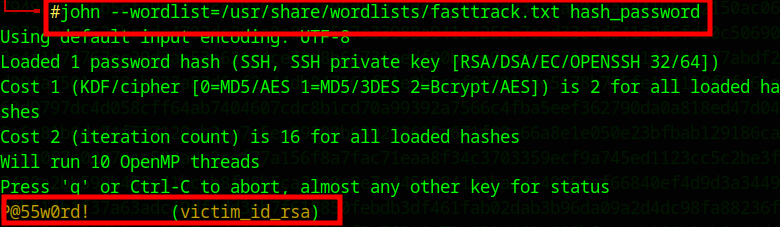 #john --wordlist=/usr/share/wordlists/fasttrack.txt hash_password
Using default input encoding: UTF-8
Loaded 1 password hash (SSH, SSH private key [RSA/DSA/EC/OPENSSH 32/64])
Cost 1 (KDF/cipher [0=MD5/AES 1=MD5/3DES 2=Bcrypt/AES]) is 2 for all loaded ha
shes
Cost 2 (iteration count) is 16 for all loaded hashes
Will run 10 OpenMP threads
Press 'q' or Ctrl-C to abort, almost any other key for status
P@55w0rd! (victim_id_rsa)